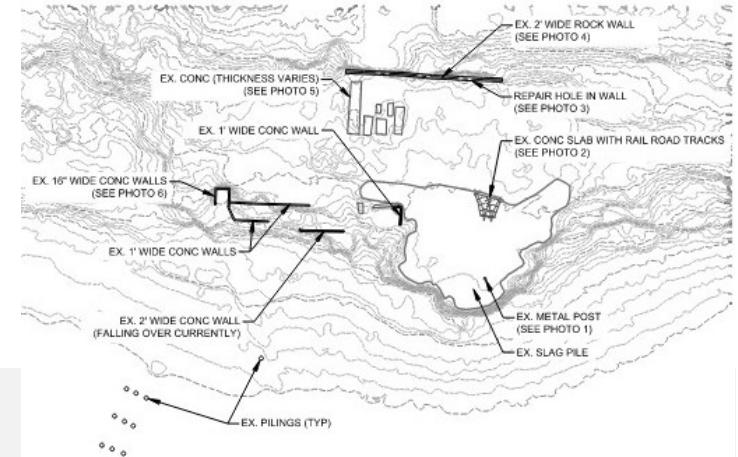 EX. 2' WIDE ROCK WALL
(SEE PHOTO 4)
EX. CONC (THICKNESS VARIES)
(SEE PHOTO 5)
REPAIR HOLE IN WALL
(SEE PHOTO 3)
EX. 1' WIDE CONC WALL
EX. CONC SLAB WITH RAIL ROAD TRACKS
(SEE PHOTO 2)
EX. 16" WIDE CONC WALLS
(SEE PHOTO 6)
EX. 1' WIDE CONC WALLS
EX. 2' WIDE CONC WALL
(FALLING OVER CURRENTLY)
EX. METAL POST
(SEE PHOTO 1)
EX. SLAG PILE
EX. PILINGS (TYP)